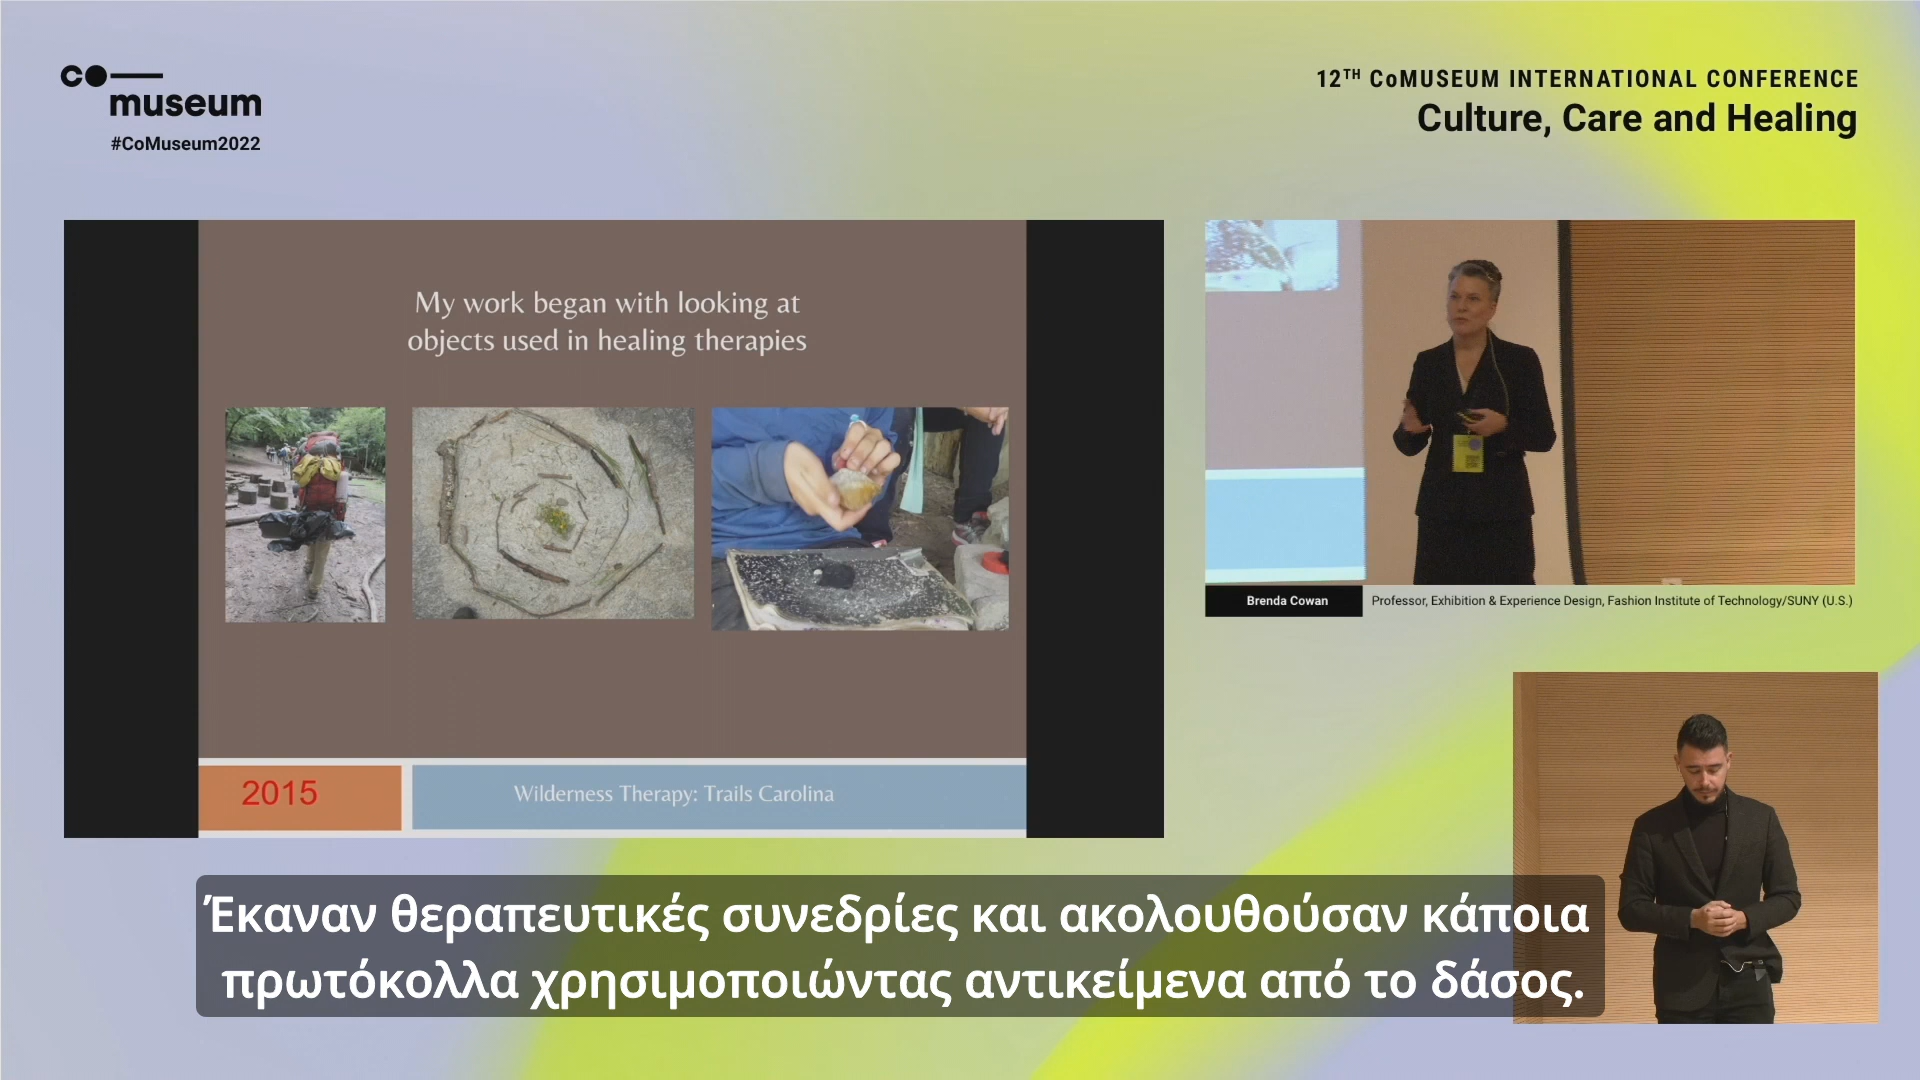 co
museum
#CoMuseum2022
12TH CoMUSEUM INTERNATIONAL CONFERENCE
Culture, Care and Healing
My work began with looking at
objects used in healing therapies
2015
Wilderness Therapy: Trails Carolina
Brenda Cowan
Professor, Exhibition & Experience Design, Fashion Institute of Technology/SUNY (U.S.)
Έκαναν θεραπευτικές συνεδρίες και ακολουθούσαν κάποια
πρωτόκολλα χρησιμοποιώντας αντικείμενα από το δάσος.